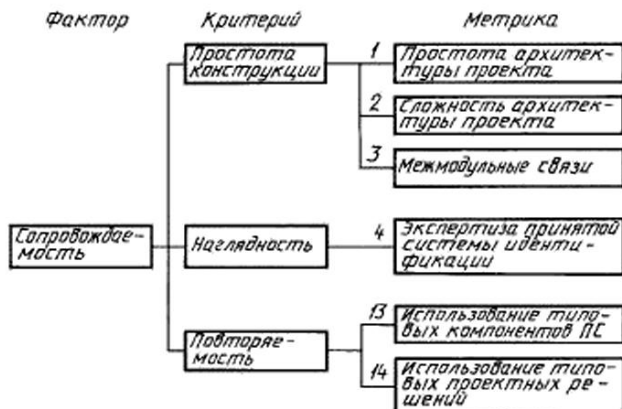 Фактор Критерий Метрика
Простота
конструкции
1
Простота архитек-
туры проекта
2
Сложность архитек-
туры проекта
3
Межмодульные связи
Сопровождае-
мость
Наглядность
4
Экспертиза принятой
системы иденти-
фикации
Повторяе-
мость
13
Использование типо-
вых компонентов ПС
14
Использование типо-
вых проектных ре-
шений